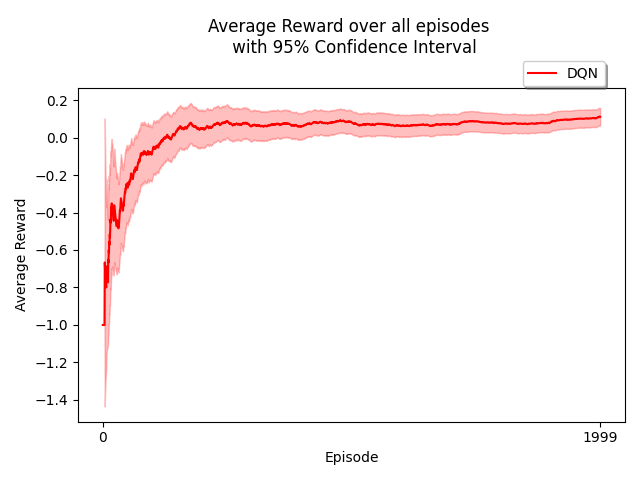 Average Reward over all episodes
with 95% Confidence Interval
DQN
0.2
0.0
−0.2
−0.4
−0.6
−0.8
−1.0
−1.2
−1.4
Average Reward
0
1999
Episode